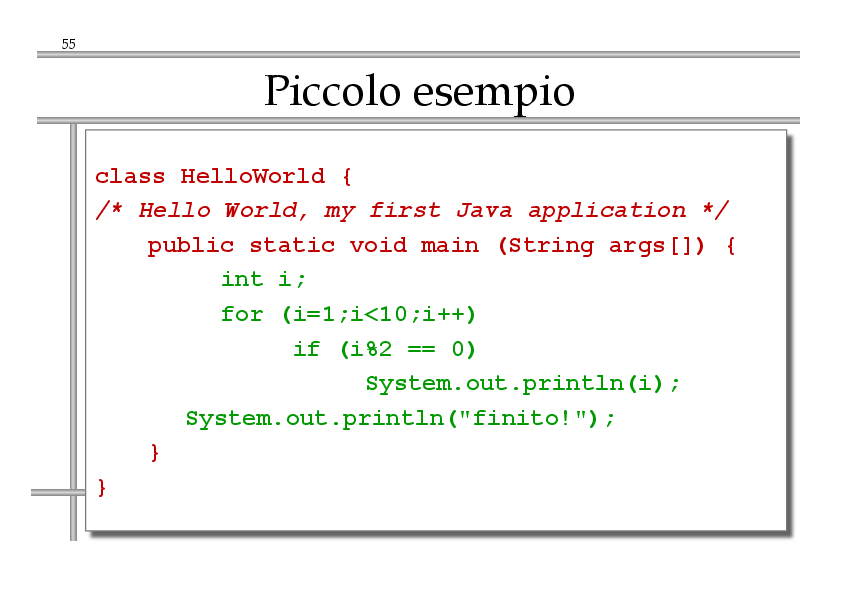 55
Piccolo esempio
class HelloWorld {
/* Hello World, my first Java application */
public static void main (String args[]) {
int i;
for (i=1;i<10;i++)
if (i%2 == 0)
System.out.println(i);
System.out.println("finito!");
}
}